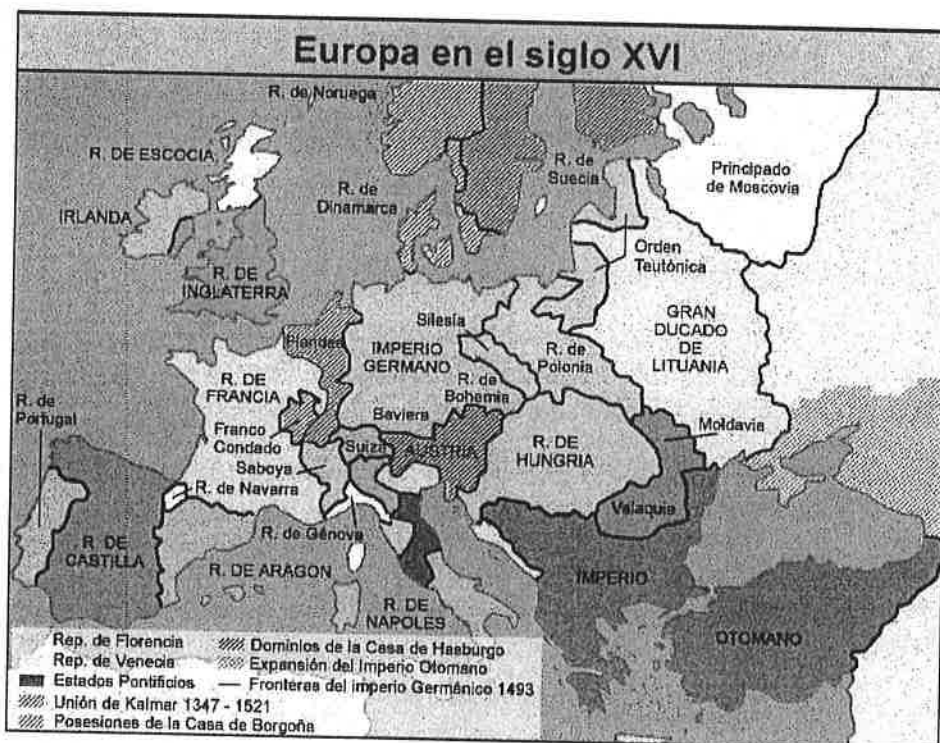 Europa en el siglo XVI
R. de Noruega
R. DE ESCOCIA
IRLANDA
R. de
Dinamarca
R. de
Suecia
Principado
de Moscovia
R. DE
INGLATERRA
Orden
Teutónica
Flandes
IMPERIO
GERMANO
Silesia
R. de
Polonia
GRAN
DUCADO
DE
LITUANIA
R. de
Portugal
R. DE
FRANCIA
R. de
Bohemia
Baviera
Moldavia
Franco
Condado
Suiza
AUSTRIA
R. DE
HUNGRIA
Saboya
R. de Navarra
Valaquia
R. de Génova
R. DE
CASTILLA
R. DE ARAGON
IMPERIO
R. DE
NAPOLES
OTOMANO
Rep. de Florencia
Rep. de Venecia
Estados Pontificios
Unión de Kalmar 1347 - 1521
Posesiones de la Casa de Borgoña
Dominios de la Casa de Hasburgo
Expansión del Imperio Otomano
Fronteras del imperio Germánico 1493